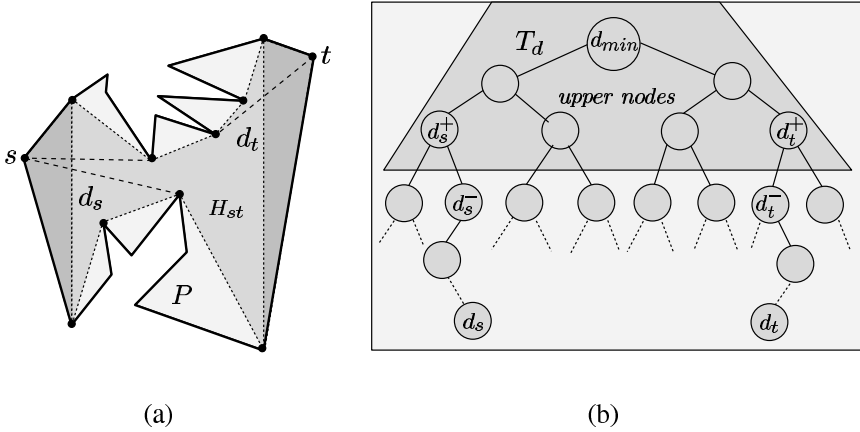 s
t
d_t
d_s
H_st
P
(a)
T_d
d_min
upper nodes
d_s^+
d_t^+
d_s^-
d_t^-
d_s
d_t
(b)